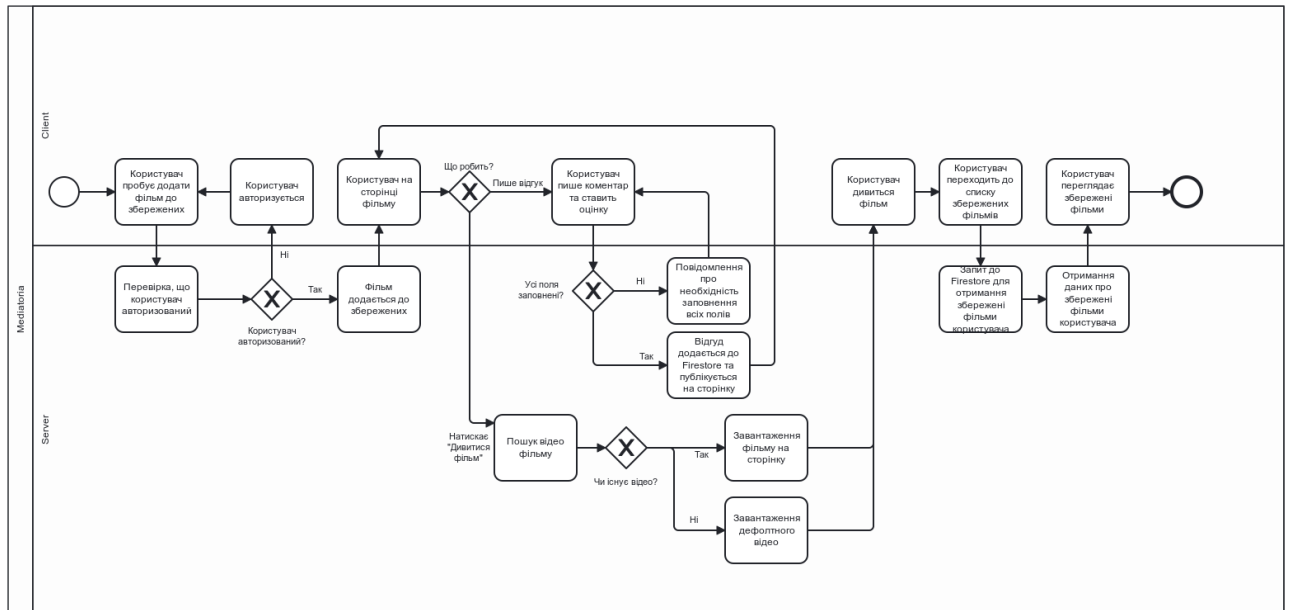 Mediatoria
Client
Користувач
пробує додати
фільм до
збережених
Користувач
авторизується
Користувач на
сторінці
фільму
Що робить?
Пише відгук
Користувач
пише коментар
та ставить
оцінку
Користувач
дивиться
фільм
Користувач
переходить до
списку
збережених
фільмів
Користувач
переглядає
збережені
фільми
Server
Перевірка, що
користувач
авторизований
Ні
Так
Користувач
авторизований?
Фільм
додається до
збережених
Усі поля
заповнені?
Ні
Повідомлення
про
необхідність
заповнення
всіх полів
Так
Відгуд
додається до
Firestore та
публікується
на сторінку
Запит до
Firestore для
отримання
збережені
фільми
користувача
Отримання
даних про
збережені
фільми
користувача
Натискає
"Дивитися
фільм"
Пошук відео
фільму
Чи існує відео?
Так
Завантаження
фільму на
сторінку
Ні
Завантаження
дефолтного
відео